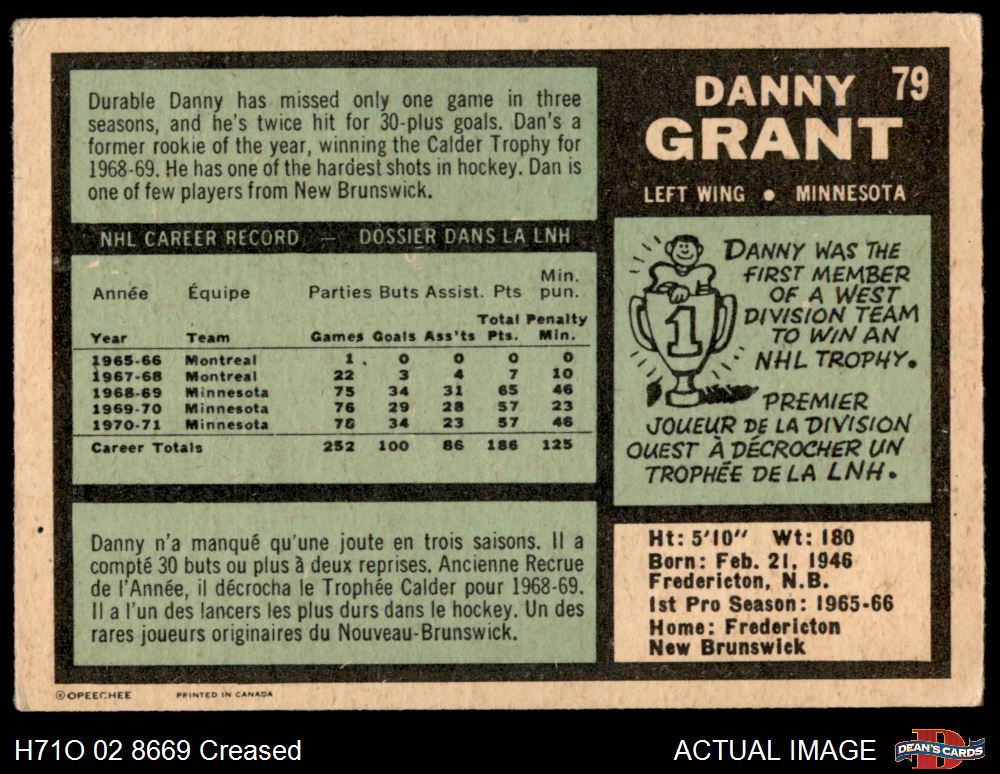 Durable Danny has missed only one game in three
seasons, and he's twice hit for 30-plus goals. Dan's a
former rookie of the year, winning the Calder Trophy for
1968-69. He has one of the hardest shots in hockey. Dan is
one of few players from New Brunswick.
DANNY 79
GRANT
LEFT WING • MINNESOTA
NHL CAREER RECORD — DOSSIER DANS LA LNH
Année Équipe Parties Buts Assist. Pts Min. pun.
Year Team Games Goals Ass'ts Total Pts. Penalty Min.
1965-66 Montreal 1 0 0 0 0
1967-68 Montreal 22 3 4 7 10
1968-69 Minnesota 75 34 31 65 46
1969-70 Minnesota 76 29 28 57 23
1970-71 Minnesota 78 34 23 57 46
Career Totals 252 100 86 186 125
1
DANNY WAS THE
FIRST MEMBER
OF A WEST
DIVISION TEAM
TO WIN AN
NHL TROPHY.
PREMIER
JOUEUR DE LA DIVISION
OUEST À DÉCROCHER UN
TROPHÉE DE LA LNH.
Danny n'a manqué qu'une joute en trois saisons. Il a
compté 30 buts ou plus à deux reprises. Ancienne Recrue
de l'Année, il décrocha le Trophée Calder pour 1968-69.
Il a l'un des lancers les plus durs dans le hockey. Un des
rares joueurs originaires du Nouveau-Brunswick.
Ht: 5'10" Wt: 180
Born: Feb. 21, 1946
Fredericton, N.B.
1st Pro Season: 1965-66
Home: Fredericton
New Brunswick
©OPEECHEE PRINTED IN CANADA
H71O 02 8669 Creased
ACTUAL IMAGE
D
DEAN'S CARDS